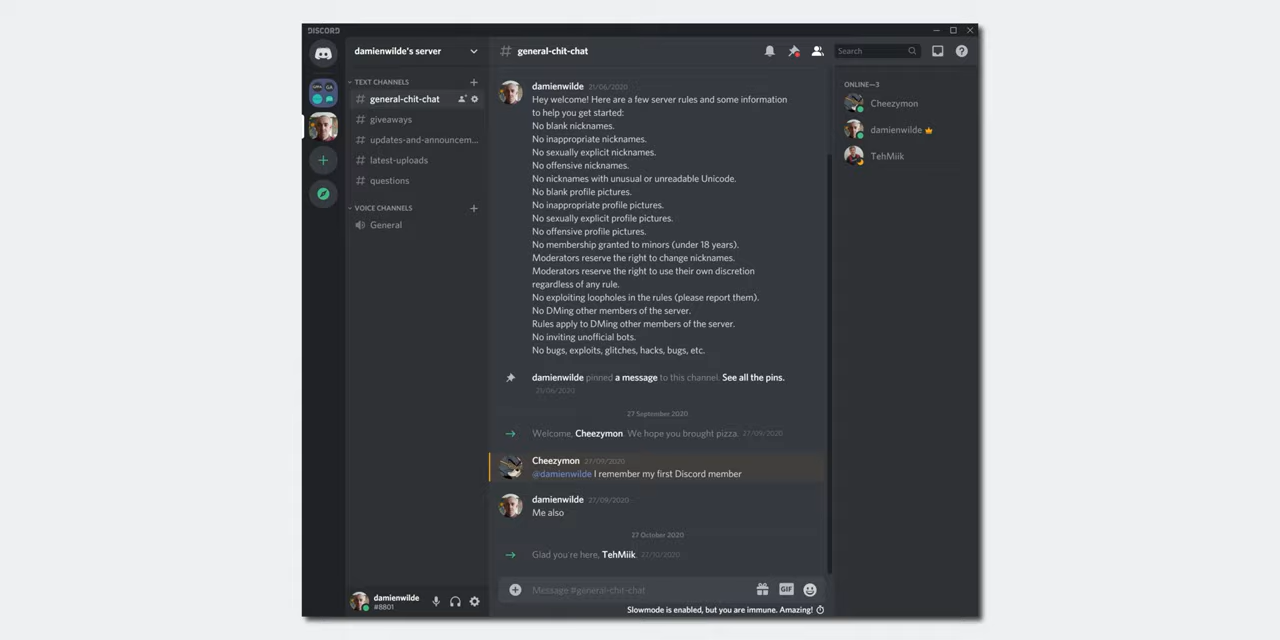 DISCORD
damienwilde's server
TEXT CHANNELS
general-chit-chat
giveaways
updates-and-announcem...
latest-uploads
questions
VOICE CHANNELS
General
damienwilde
#8801
# general-chit-chat
Search
damienwilde 21/06/2020
Hey welcome! Here are a few server rules and some information
to help you get started:
No blank nicknames.
No inappropriate nicknames.
No sexually explicit nicknames.
No offensive nicknames.
No nicknames with unusual or unreadable Unicode.
No blank profile pictures.
No inappropriate profile pictures.
No sexually explicit profile pictures.
No offensive profile pictures.
No membership granted to minors (under 18 years).
Moderators reserve the right to change nicknames.
Moderators reserve the right to use their own discretion
regardless of any rule.
No exploiting loopholes in the rules (please report them).
No DMing other members of the server.
Rules apply to DMing other members of the server.
No inviting unofficial bots.
No bugs, exploits, glitches, hacks, bugs, etc.
damienwilde pinned a message to this channel. See all the pins.
21/06/2020
27 September 2020
Welcome, Cheezymon. We hope you brought pizza. 27/09/2020
Cheezymon 27/09/2020
@damienwilde I remember my first Discord member
damienwilde 27/09/2020
Me also
27 October 2020
Glad you're here, TehMiik. 27/10/2020
Message #general-chit-chat
GIF
Slowmode is enabled, but you are immune. Amazing!
ONLINE—3
Cheezymon
damienwilde
TehMiik